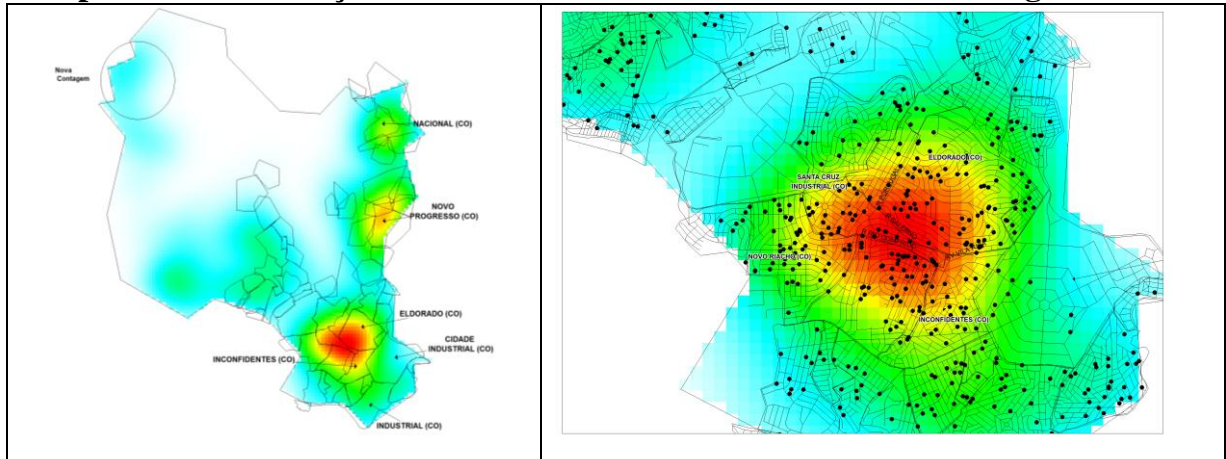 Nova
Contagem
NACIONAL (CO)
NOVO
PROGRESSO (CO)
ELDORADO (CO)
CIDADE
INDUSTRIAL (CO)
INCONFIDENTES (CO)
INDUSTRIAL (CO)
ELDORADO (CO)
SANTA CRUZ
INDUSTRIAL (CO)
NOVO RIACHO (CO)
INCONFIDENTES (CO)